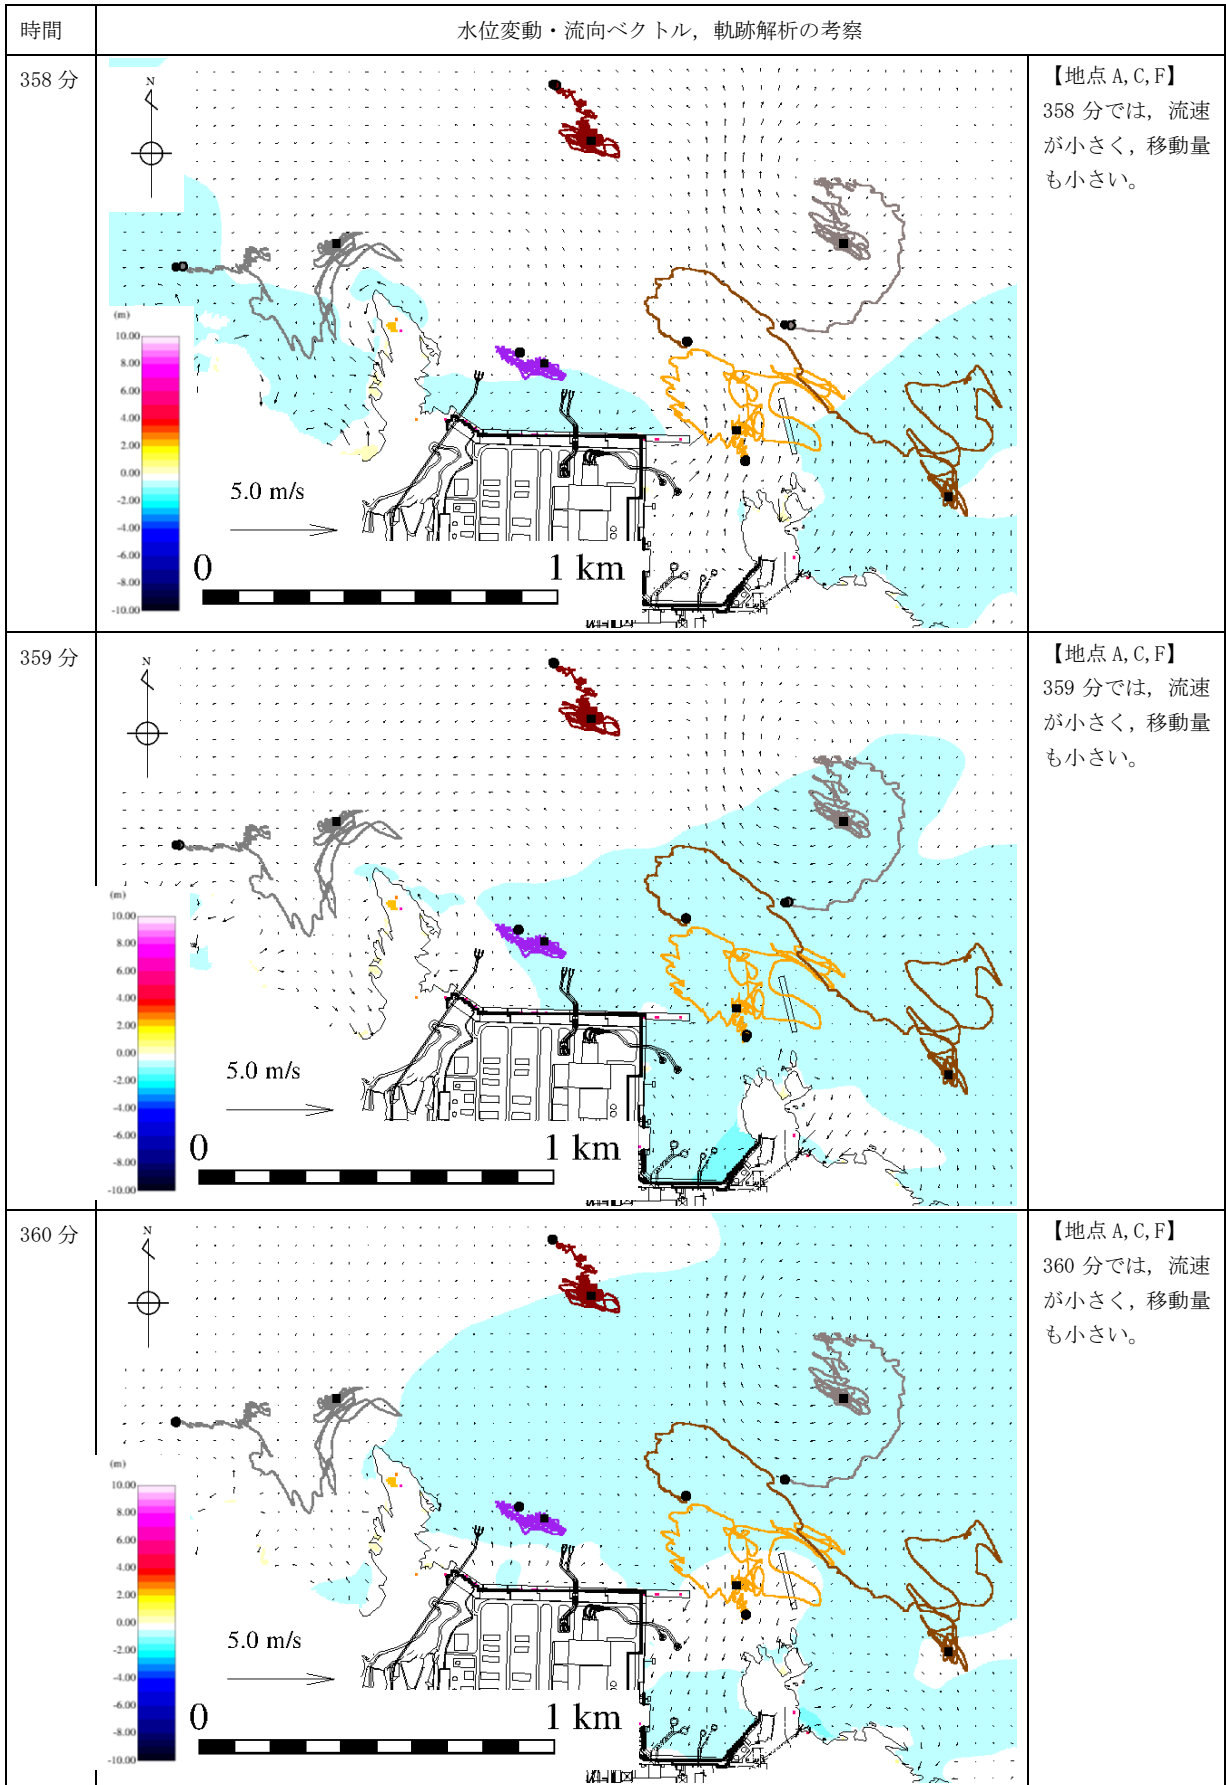 時間
水位変動・流向ベクトル，軌跡解析の考察
358 分
N
(m)
10.00
8.00
6.00
4.00
2.00
0.00
-2.00
-4.00
-6.00
-8.00
-10.00
5.0 m/s
0
1 km
【地点 A,C,F】
358 分では，流速
が小さく，移動量
も小さい。
359 分
N
(m)
10.00
8.00
6.00
4.00
2.00
0.00
-2.00
-4.00
-6.00
-8.00
-10.00
5.0 m/s
0
1 km
【地点 A,C,F】
359 分では，流速
が小さく，移動量
も小さい。
360 分
N
(m)
10.00
8.00
6.00
4.00
2.00
0.00
-2.00
-4.00
-6.00
-8.00
-10.00
5.0 m/s
0
1 km
【地点 A,C,F】
360 分では，流速
が小さく，移動量
も小さい。